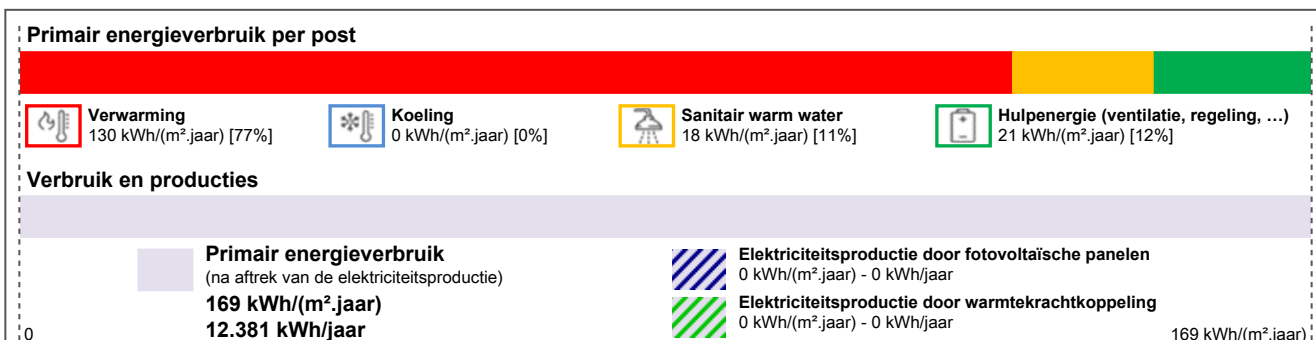 Primair energieverbruik per post
Verwarming
130 kWh/(m².jaar) [77%]
Koeling
0 kWh/(m².jaar) [0%]
Sanitair warm water
18 kWh/(m².jaar) [11%]
Hulpenergie (ventilatie, regeling, …)
21 kWh/(m².jaar) [12%]
Verbruik en producties
Primair energieverbruik
(na aftrek van de elektriciteitsproductie)
169 kWh/(m².jaar)
12.381 kWh/jaar
Elektriciteitsproductie door fotovoltaïsche panelen
0 kWh/(m².jaar) - 0 kWh/jaar
Elektriciteitsproductie door warmtekrachtkoppeling
0 kWh/(m².jaar) - 0 kWh/jaar
0
169 kWh/(m².jaar)